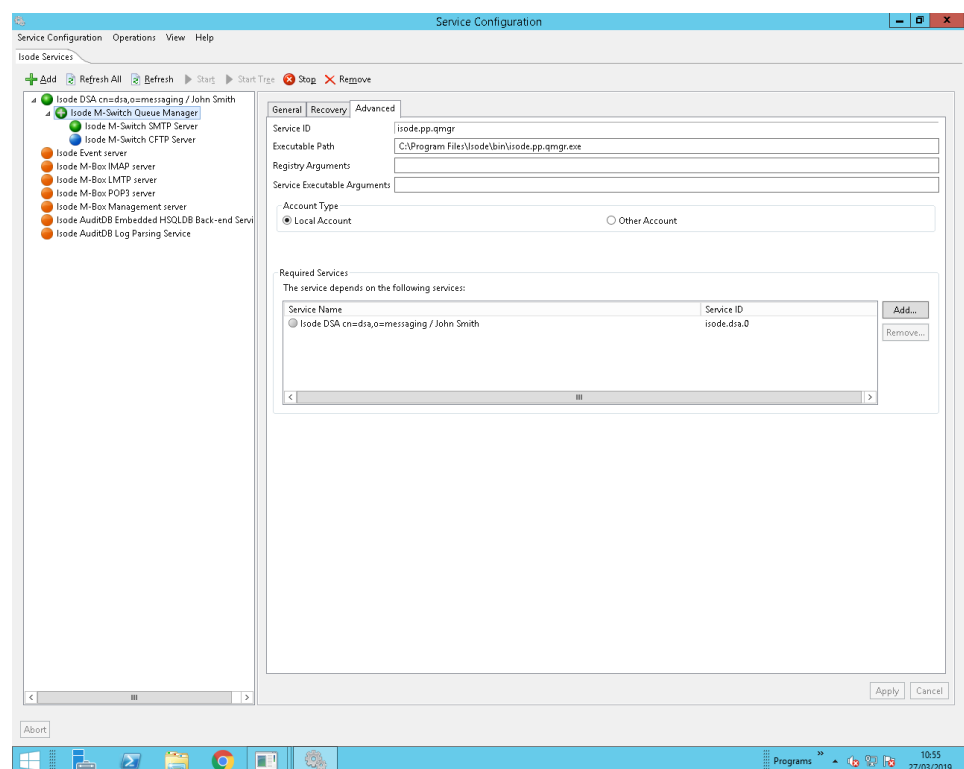 Service Configuration
Service Configuration Operations View Help
Isode Services
Add Refresh All Refresh Start Start Tree Stop Remove
Isode DSA cn=dsa,o=messaging / John Smith
Isode M-Switch Queue Manager
Isode M-Switch SMTP Server
Isode M-Switch CFTP Server
Isode Event server
Isode M-Box IMAP server
Isode M-Box LMTP server
Isode M-Box POP3 server
Isode M-Box Management server
Isode AuditDB Embedded HSQLDB Back-end Servi
Isode AuditDB Log Parsing Service
General Recovery Advanced
Service ID isode.pp.qmgr
Executable Path C:\Program Files\Isode\bin\isode.pp.qmgr.exe
Registry Arguments
Service Executable Arguments
Account Type
Local Account Other Account
Required Services
The service depends on the following services:
Service Name Service ID Add...
Isode DSA cn=dsa,o=messaging / John Smith isode.dsa.0 Remove...
Apply Cancel
Abort
Programs 10:55
27/03/2019